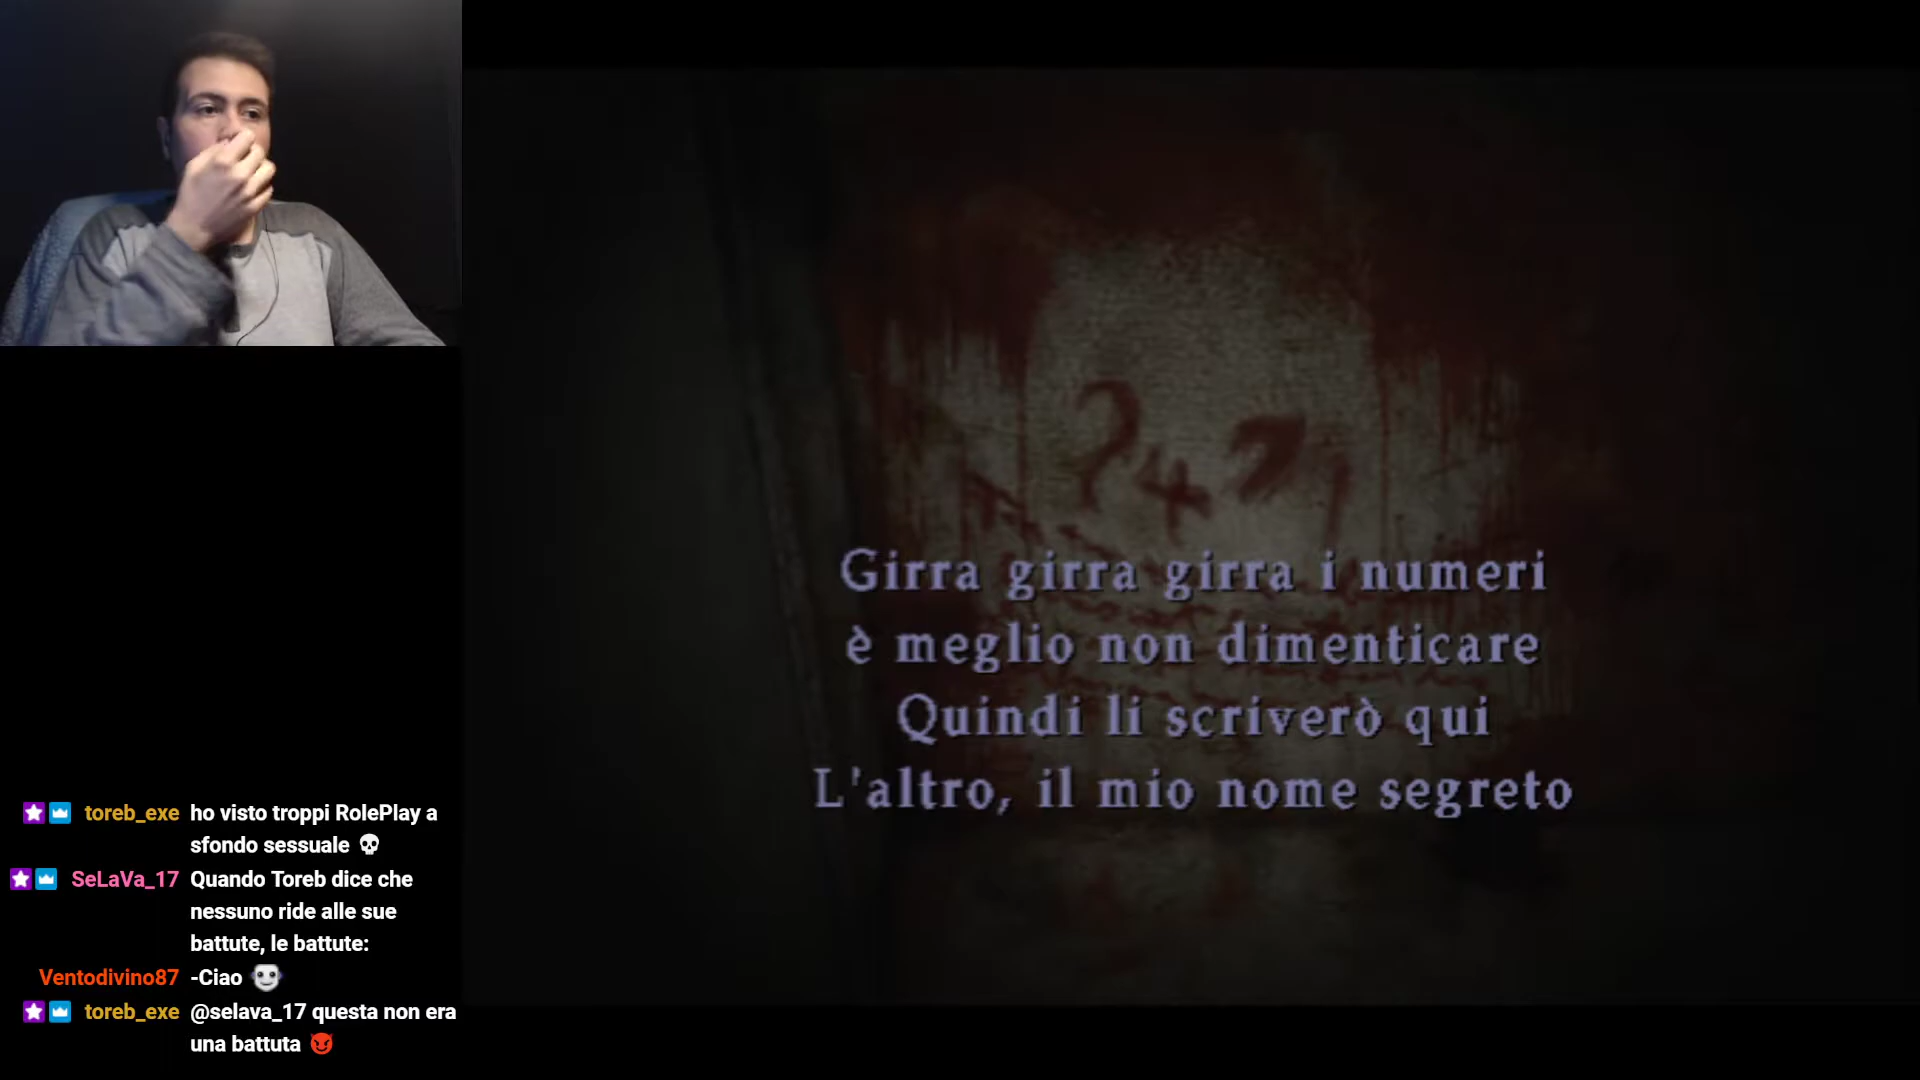 Girra girra girra i numeri
è meglio non dimenticare
Quindi li scriverò qui
L'altro, il mio nome segreto
toreb_exe ho visto troppi RolePlay a
sfondo sessuale 💀
SeLaVa_17 Quando Toreb dice che
nessuno ride alle sue
battute, le battute:
Ventodivino87 -Ciao
toreb_exe @selava_17 questa non era
una battuta 😈